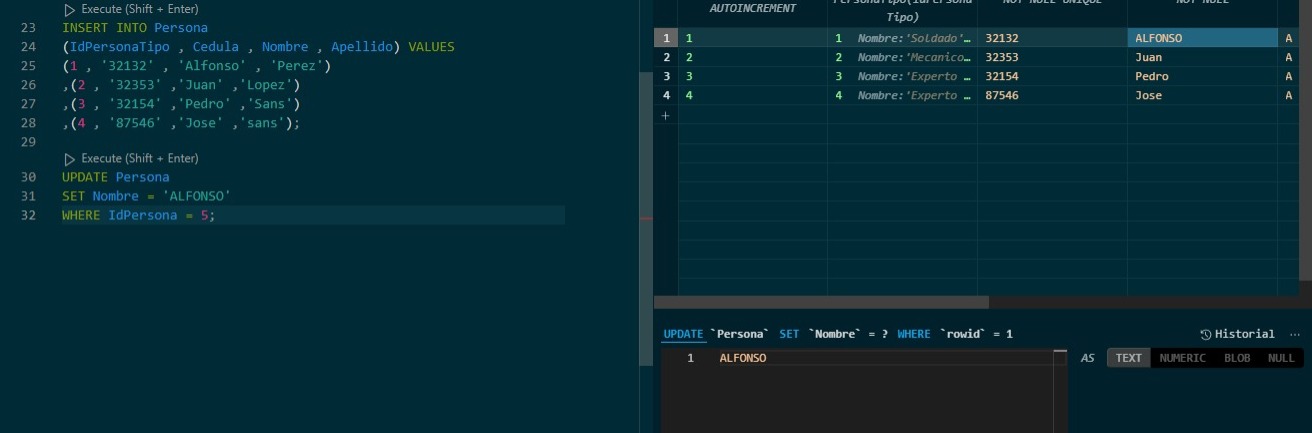 Execute (Shift + Enter)
23 INSERT INTO Persona
24 (IdPersonaTipo , Cedula , Nombre , Apellido) VALUES
25 (1 , '32132' , 'Alfonso' , 'Perez')
26 ,(2 , '32353' ,'Juan' ,'Lopez')
27 ,(3 , '32154' ,'Pedro' ,'Sans')
28 ,(4 , '87546' ,'Jose' ,'sans');
29
Execute (Shift + Enter)
30 UPDATE Persona
31 SET Nombre = 'ALFONSO'
32 WHERE IdPersona = 5;
AUTOINCREMENT
PersonaTipo(IdPersona
Tipo)
NOT NULL UNIQUE
NOT NULL
1 1 1 Nombre:'Soldado'… 32132 ALFONSO A
2 2 2 Nombre:'Mecanico… 32353 Juan A
3 3 3 Nombre:'Experto … 32154 Pedro A
4 4 4 Nombre:'Experto … 87546 Jose A
+
UPDATE `Persona` SET `Nombre` = ? WHERE `rowid` = 1
Historial ···
1 ALFONSO
AS TEXT NUMERIC BLOB NULL